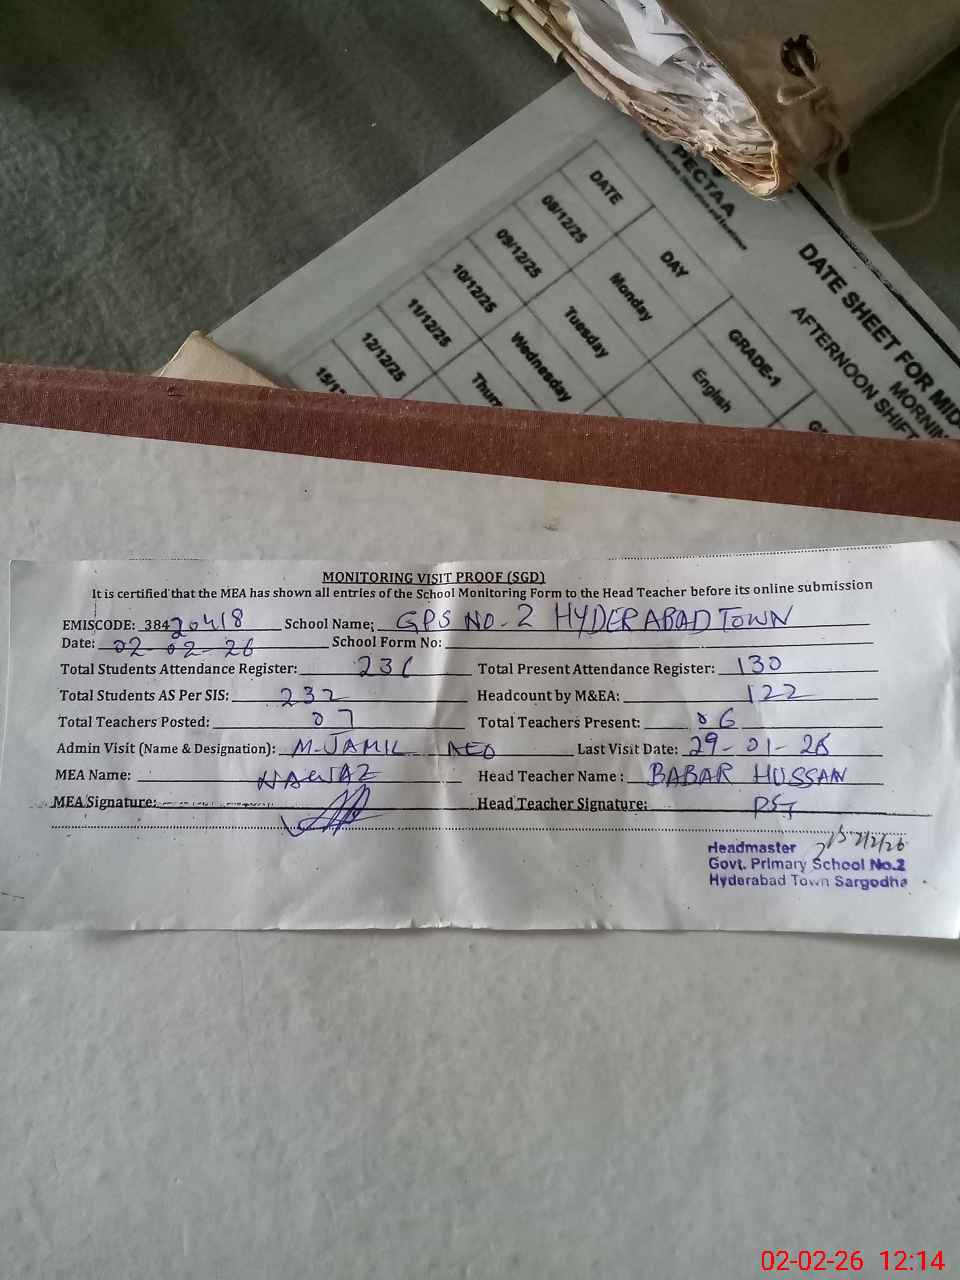 PECTAA
DATE SHEET FOR MID-
MORNIN
AFTERNOON SHIFT
DATE DAY GRADE-1
08/12/25 Monday English
09/12/25 Tuesday
10/12/25 Wednesday
11/12/25 Thur
12/12/25
15/1
MONITORING VISIT PROOF (SGD)
It is certified that the MEA has shown all entries of the School Monitoring Form to the Head Teacher before its online submission
EMISCODE: 38420418 School Name: GPS NO-2 HYDERABAD TOWN
Date: 02-02-26 School Form No:
Total Students Attendance Register: 231 Total Present Attendance Register: 130
Total Students AS Per SIS: 232 Headcount by M&EA: 122
Total Teachers Posted: 07 Total Teachers Present: 06
Admin Visit (Name & Designation): M-JAMIL AEO Last Visit Date: 29-01-26
MEA Name: NAWAZ Head Teacher Name : BABAR HUSSAN
MEA Signature: Head Teacher Signature: PST
2/2/26
Headmaster
Govt. Primary School No.2
Hyderabad Town Sargodha
02-02-26 12:14